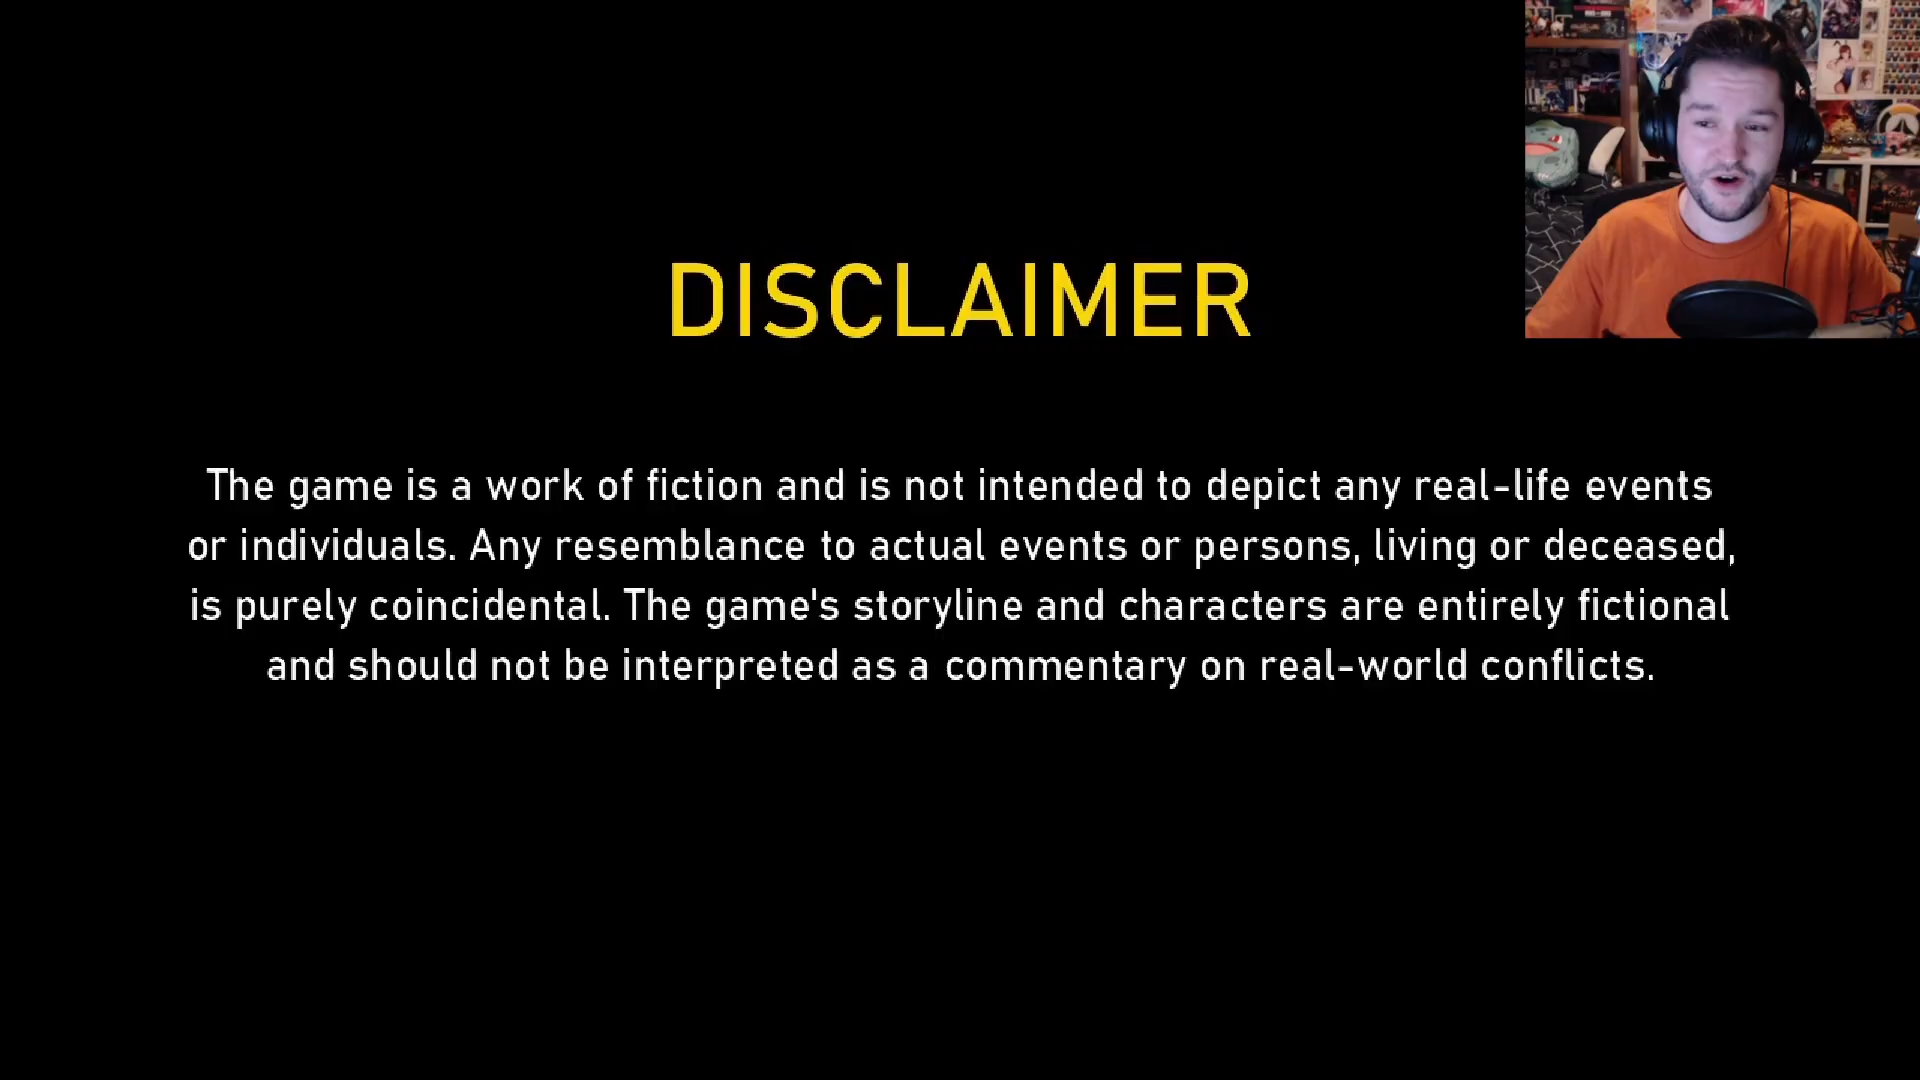 DISCLAIMER
The game is a work of fiction and is not intended to depict any real-life events
or individuals. Any resemblance to actual events or persons, living or deceased,
is purely coincidental. The game's storyline and characters are entirely fictional
and should not be interpreted as a commentary on real-world conflicts.